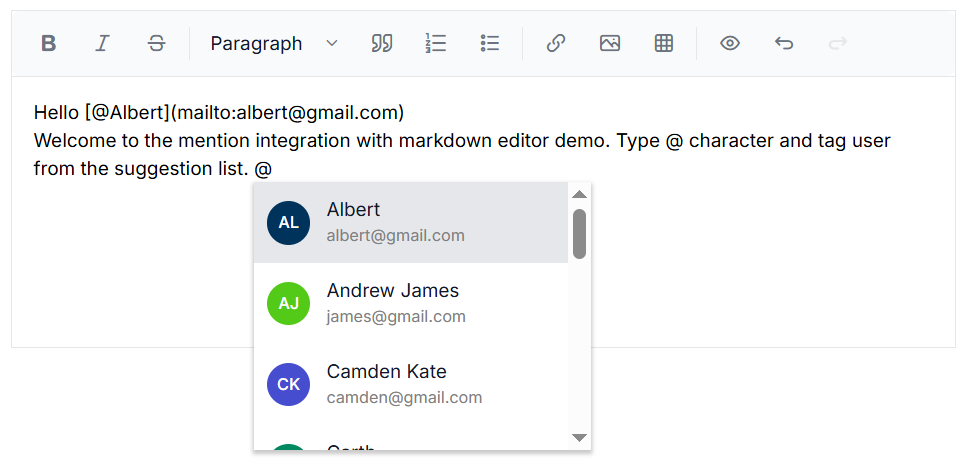 B I S Paragraph
Hello [@Albert](mailto:albert@gmail.com)
Welcome to the mention integration with markdown editor demo. Type @ character and tag user
from the suggestion list. @
AL Albert
albert@gmail.com
AJ Andrew James
james@gmail.com
CK Camden Kate
camden@gmail.com